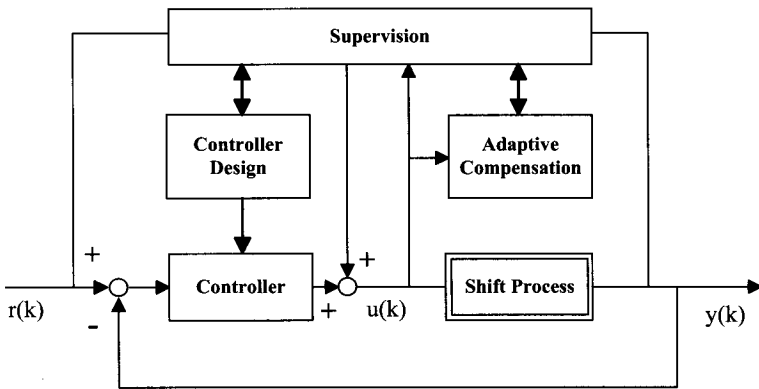 Supervision
Controller
Design
Adaptive
Compensation
+
+
r(k)
-
Controller
+
u(k)
Shift Process
y(k)